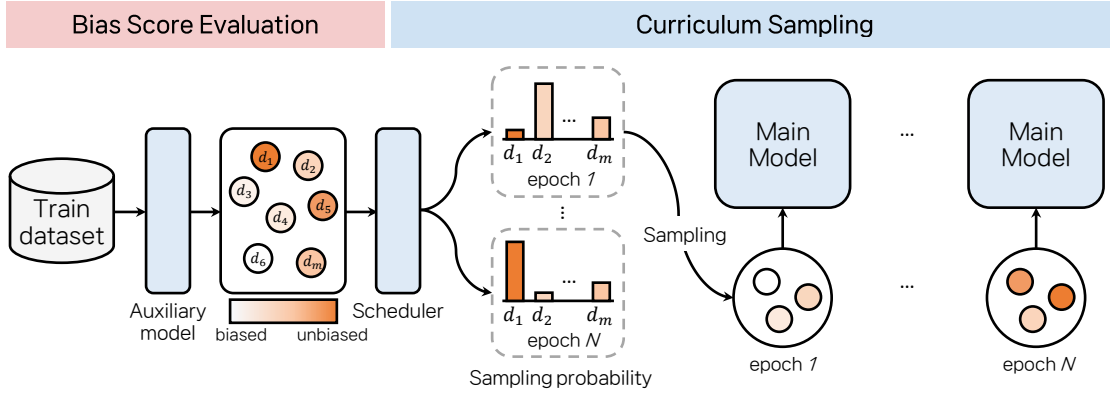 Bias Score Evaluation
Curriculum Sampling
Train
dataset
Auxiliary
model
d₁
d₂
d₃
d₄
d₅
d₆
dₘ
biased
unbiased
Scheduler
...
d₁ d₂ dₘ
epoch 1
...
...
d₁ d₂ dₘ
epoch N
Sampling probability
Sampling
Main
Model
epoch 1
...
...
Main
Model
epoch N